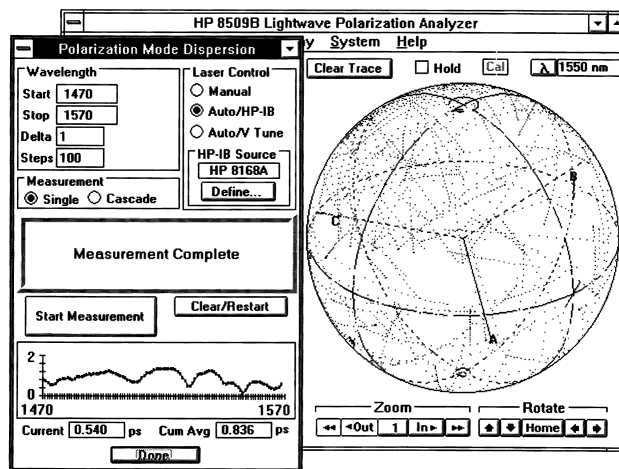 HP 8509B Lightwave Polarization Analyzer
System Help
Clear Trace Hold Cal λ 1550 nm
Polarization Mode Dispersion
Wavelength
Start 1470
Stop 1570
Delta 1
Steps 100
Laser Control
Manual
Auto/HP-IB
Auto/V Tune
HP-IB Source
HP 8168A
Define...
Measurement
Single Cascade
Measurement Complete
Start Measurement
Clear/Restart
2
0
1470 1570
Current 0.540 ps Cum Avg 0.836 ps
Done
A
B
C
Zoom
Out 1 In
Rotate
Home